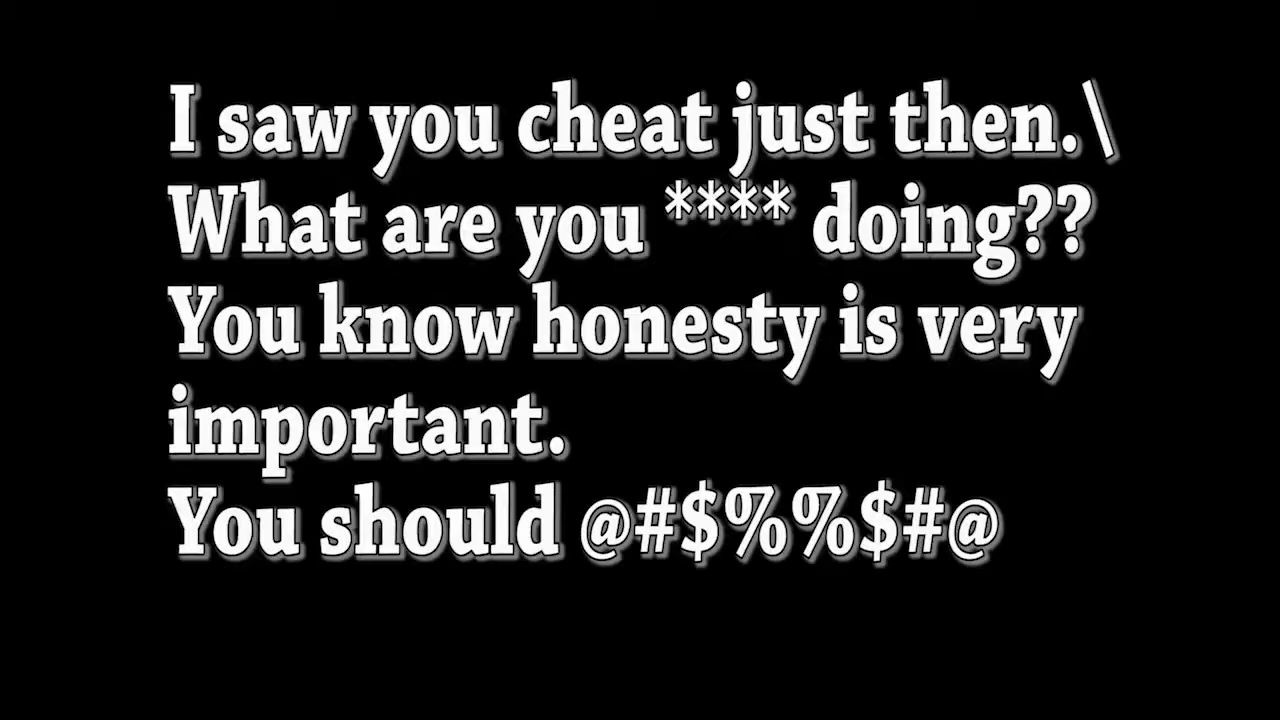 I saw you cheat just then.\
What are you **** doing??
You know honesty is very
important.
You should @#$%%$#@